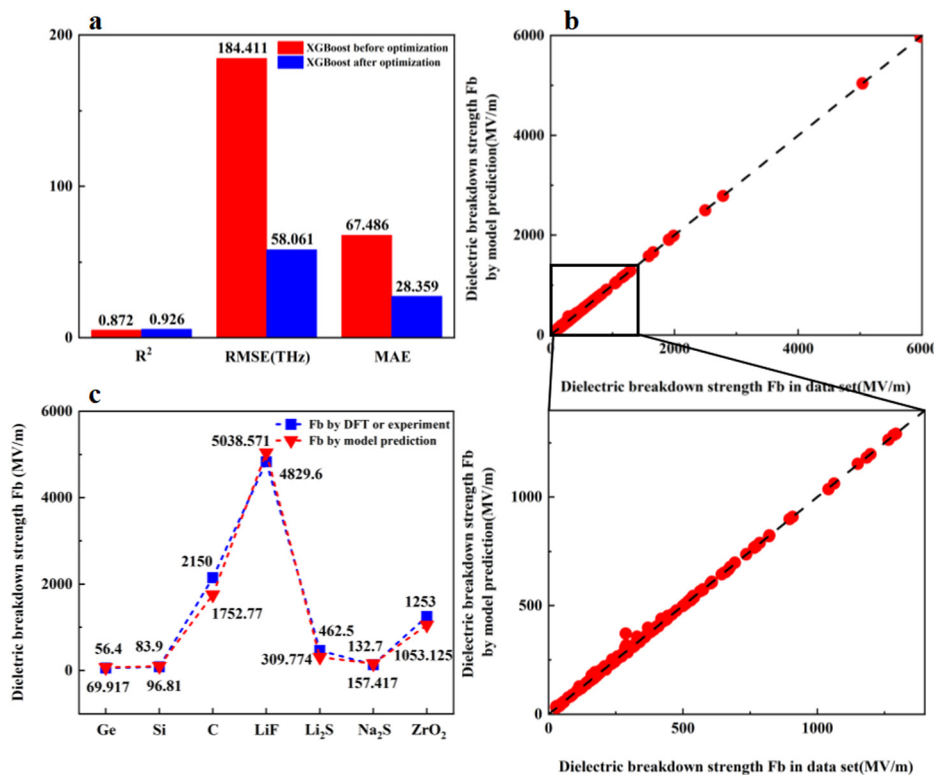 a
200
184.411
XGBoost before optimization
XGBoost after optimization
100
67.486
58.061
28.359
0.872
0.926
0
R²
RMSE(THz)
MAE
b
Dielectric breakdown strength Fb
by model prediction(MV/m)
6000
4000
2000
0
0
2000
4000
6000
Dielectric breakdown strength Fb in data set(MV/m)
c
Dielectric breakdown strength Fb (MV/m)
6000
4000
2000
0
Fb by DFT or experiment
Fb by model prediction
5038.571
4829.6
2150
1752.77
1253
462.5
83.9
132.7
56.4
309.774
1053.125
69.917
96.81
157.417
Ge
Si
C
LiF
Li₂S
Na₂S
ZrO₂
Dielectric breakdown strength Fb
by model prediction(MV/m)
1000
500
0
0
500
1000
Dielectric breakdown strength Fb in data set(MV/m)